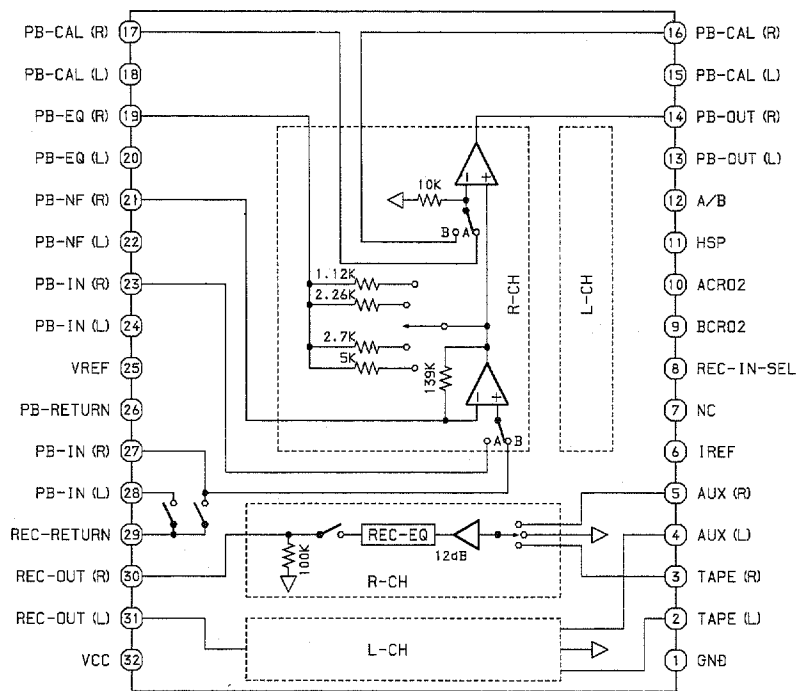 PB-CAL (R) 17
PB-CAL (L) 18
PB-EQ (R) 19
PB-EQ (L) 20
PB-NF (R) 21
PB-NF (L) 22
PB-IN (R) 23
PB-IN (L) 24
VREF 25
PB-RETURN 26
PB-IN (R) 27
PB-IN (L) 28
REC-RETURN 29
REC-OUT (R) 30
REC-OUT (L) 31
VCC 32
- +
10K
B A
1.12K
2.26K
2.7K
5K
139K
- +
A B
R-CH
L-CH
REC-EQ
12dB
100K
R-CH
L-CH
16 PB-CAL (R)
15 PB-CAL (L)
14 PB-OUT (R)
13 PB-OUT (L)
12 A/B
11 HSP
10 ACRO2
9 BCRO2
8 REC-IN-SEL
7 NC
6 IREF
5 AUX (R)
4 AUX (L)
3 TAPE (R)
2 TAPE (L)
1 GND